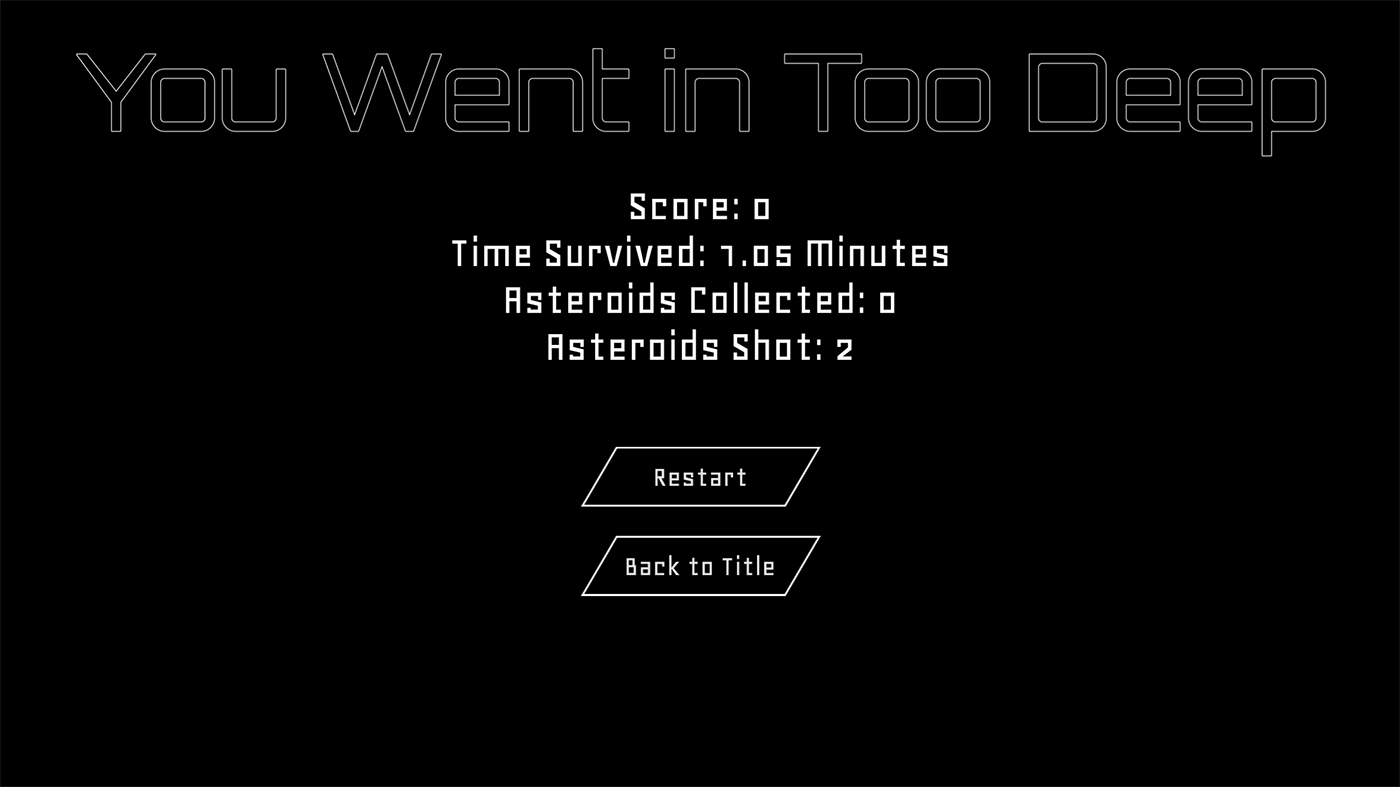 You Went in Too Deep
Score: 0
Time Survived: 1.05 Minutes
Asteroids Collected: 0
Asteroids Shot: 2
Restart
Back to Title